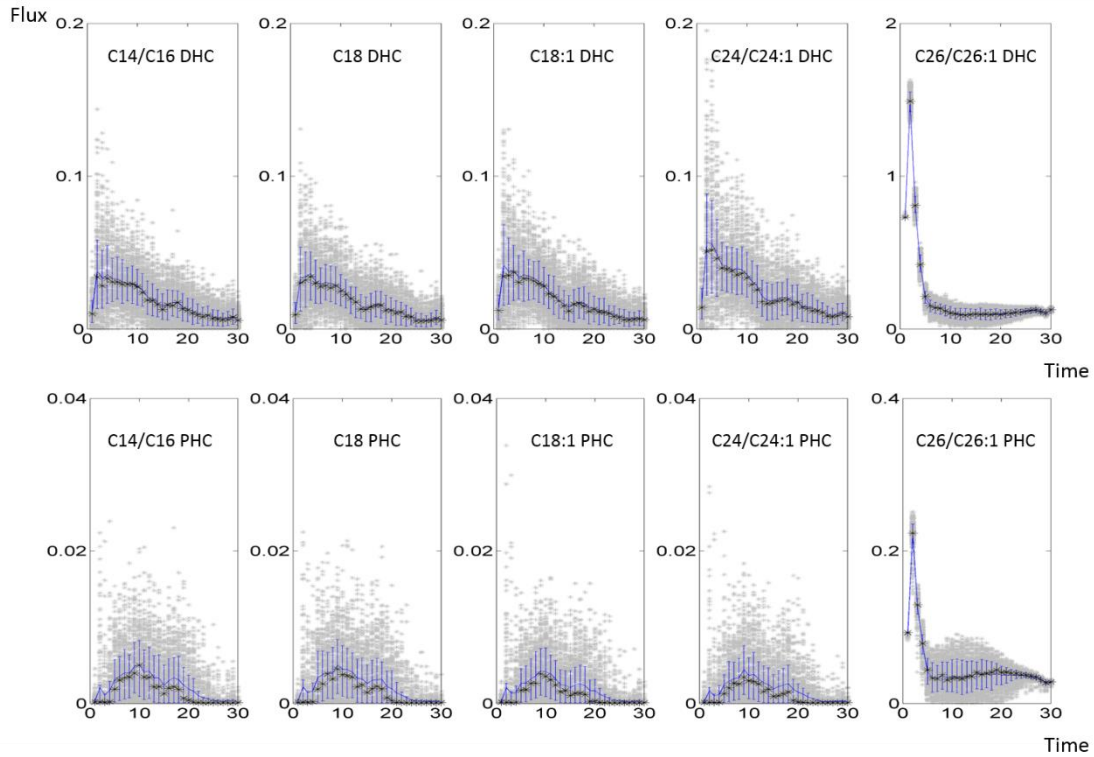 Flux
0.2 0.2 0.2 0.2 2
C14/C16 DHC C18 DHC C18:1 DHC C24/C24:1 DHC C26/C26:1 DHC
0.1 0.1 0.1 0.1 1
0 0 0 0 0
0 10 20 30 0 10 20 30 0 10 20 30 0 10 20 30 0 10 20 30
Time
0.04 0.04 0.04 0.04 0.4
C14/C16 PHC C18 PHC C18:1 PHC C24/C24:1 PHC C26/C26:1 PHC
0.02 0.02 0.02 0.02 0.2
0 0 0 0 0
0 10 20 30 0 10 20 30 0 10 20 30 0 10 20 30 0 10 20 30
Time